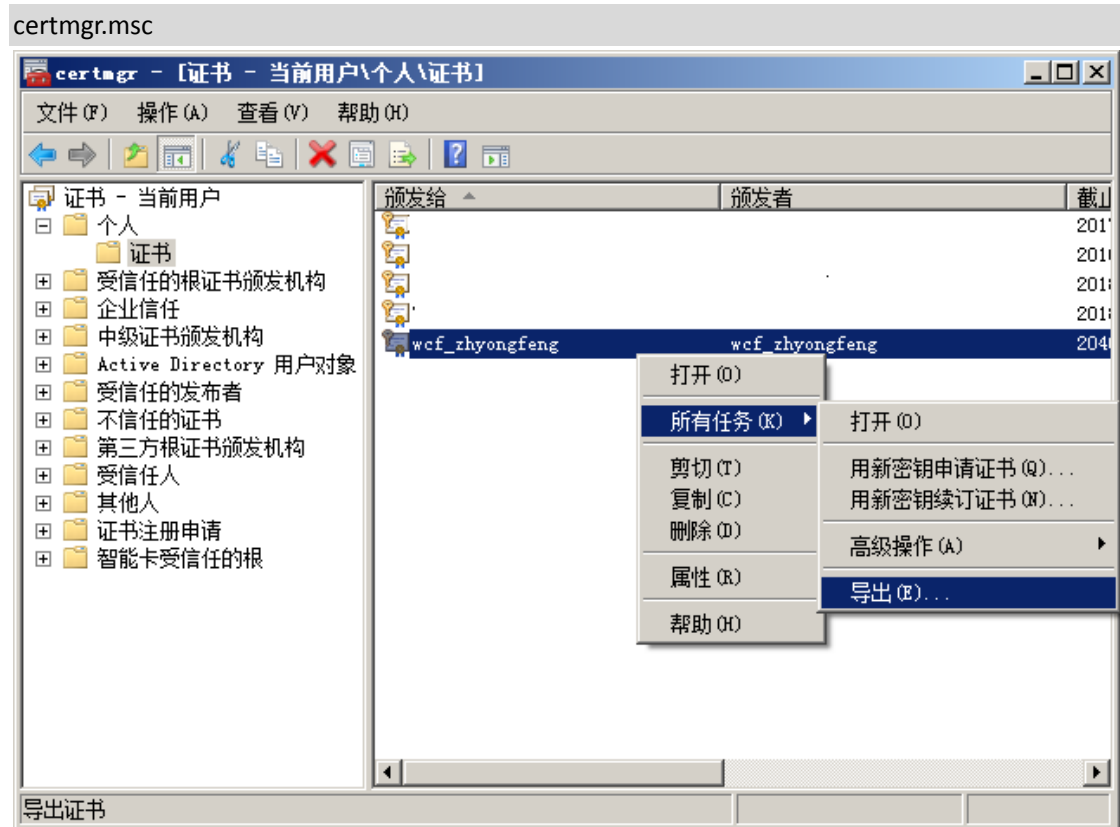 certmgr.msc
certmgr - [证书 - 当前用户\个人\证书]
文件(F) 操作(A) 查看(V) 帮助(H)
证书 - 当前用户
个人
证书
受信任的根证书颁发机构
企业信任
中级证书颁发机构
Active Directory 用户对象
受信任的发布者
不信任的证书
第三方根证书颁发机构
受信任人
其他人
证书注册申请
智能卡受信任的根
颁发给 颁发者 截止
2017
201
201
201
wcf_zhyongfeng wcf_zhyongfeng 204
打开(O)
所有任务(K)
剪切(T)
复制(C)
删除(D)
属性(R)
帮助(H)
打开(O)
用新密钥申请证书(Q)...
用新密钥续订证书(N)...
高级操作(A)
导出(E)...
导出证书